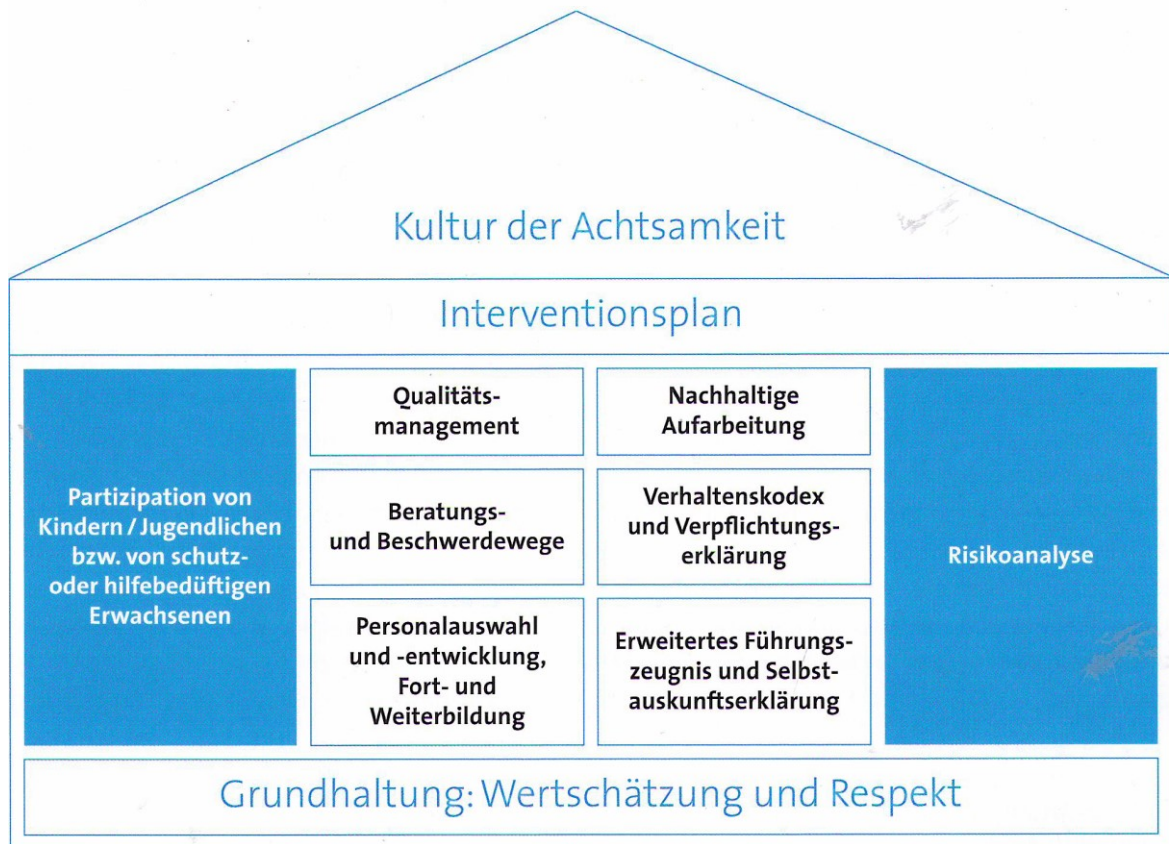 Kultur der Achtsamkeit
Interventionsplan
Partizipation von
Kindern / Jugendlichen
bzw. von schutz-
oder hilfebedüftigen
Erwachsenen
Qualitäts-
management
Nachhaltige
Aufarbeitung
Beratungs-
und Beschwerdewege
Verhaltenskodex
und Verpflichtungs-
erklärung
Personalauswahl
und -entwicklung,
Fort- und
Weiterbildung
Erweitertes Führungs-
zeugnis und Selbst-
auskunftserklärung
Risikoanalyse
Grundhaltung: Wertschätzung und Respekt